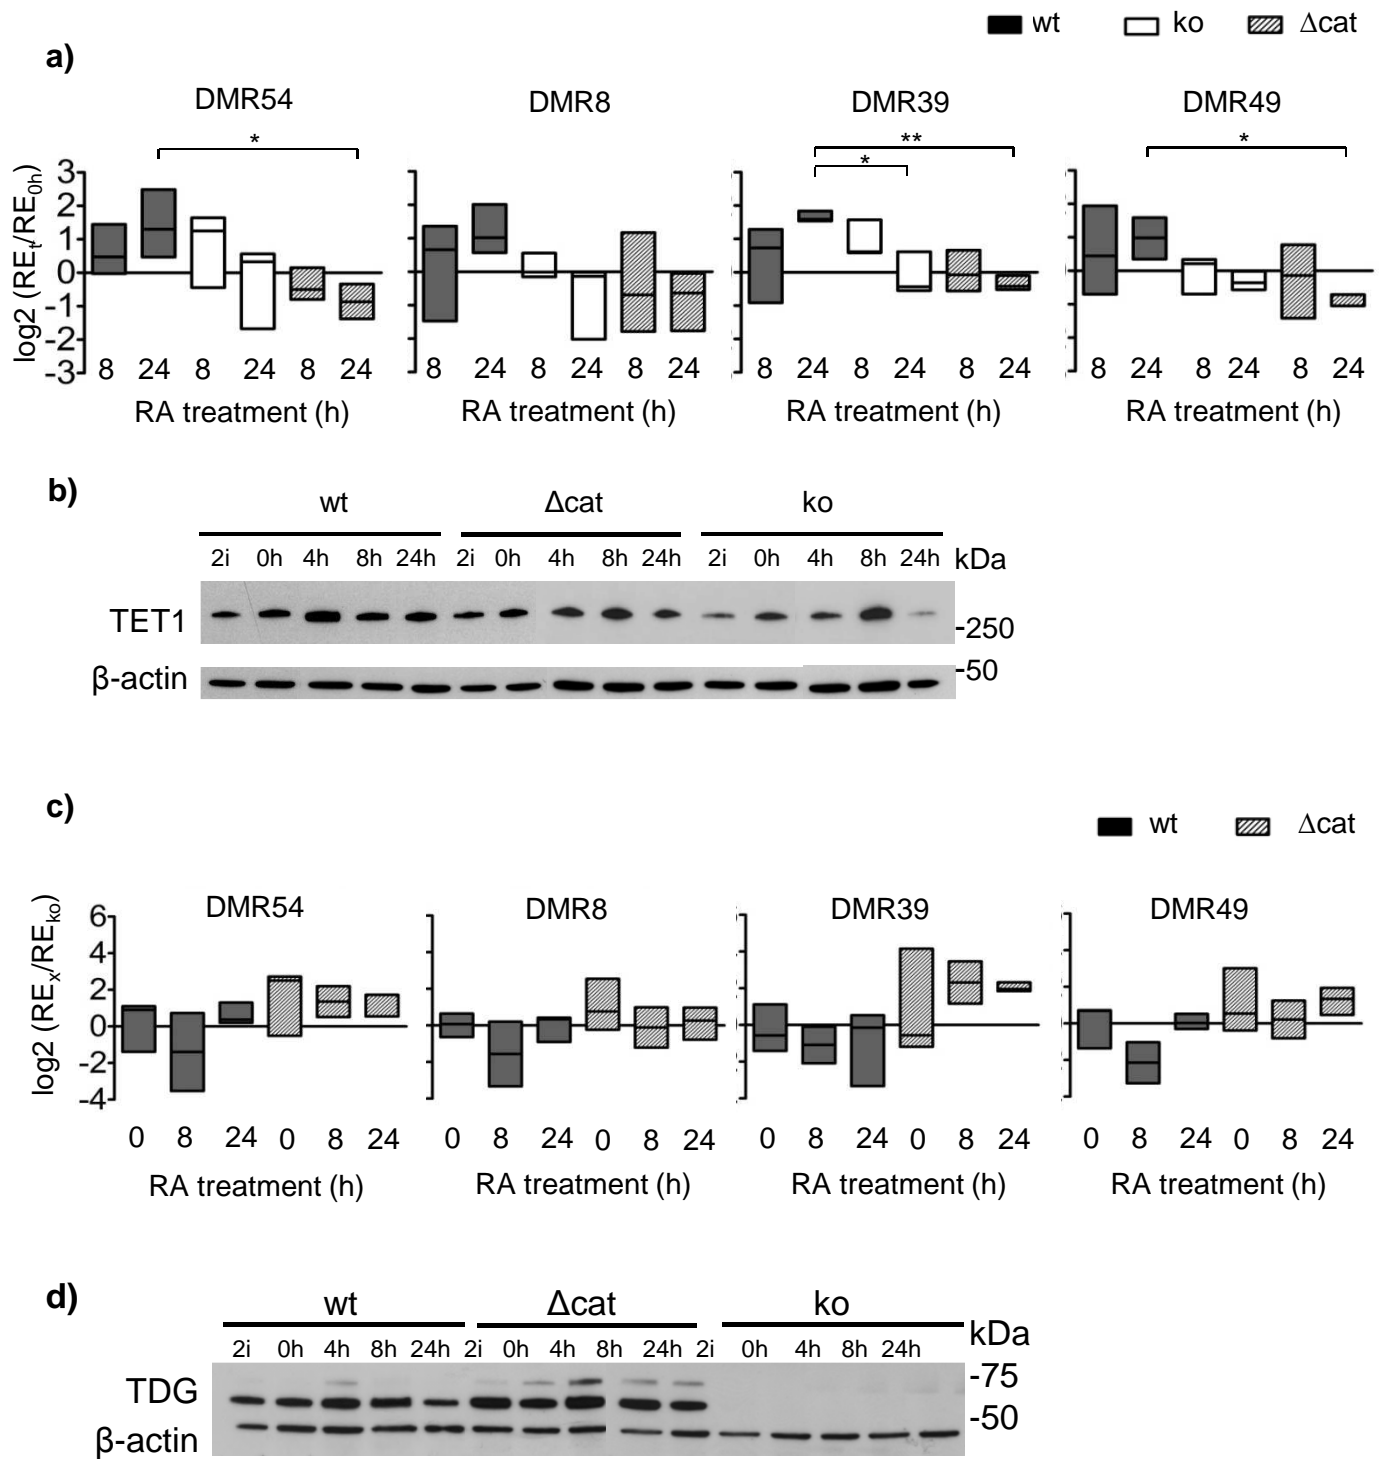 wt ko Δcat
a)
DMR54 DMR8 DMR39 DMR49
* ** * *
log2 (REt/RE0h)
3
2
1
0
-1
-2
-3
8 24 8 24 8 24 8 24 8 24 8 24 8 24 8 24 8 24 8 24 8 24 8 24
RA treatment (h) RA treatment (h) RA treatment (h) RA treatment (h)
b)
wt Δcat ko
2i 0h 4h 8h 24h 2i 0h 4h 8h 24h 2i 0h 4h 8h 24h kDa
TET1 -250
β-actin -50
c)
wt Δcat
DMR54 DMR8 DMR39 DMR49
log2 (REx/REko)
6
4
2
0
-2
-4
0 8 24 0 8 24 0 8 24 0 8 24 0 8 24 0 8 24 0 8 24 0 8 24
RA treatment (h) RA treatment (h) RA treatment (h) RA treatment (h)
d)
wt Δcat ko
kDa
2i 0h 4h 8h 24h 2i 0h 4h 8h 24h 2i 0h 4h 8h 24h
TDG -75
-50
β-actin